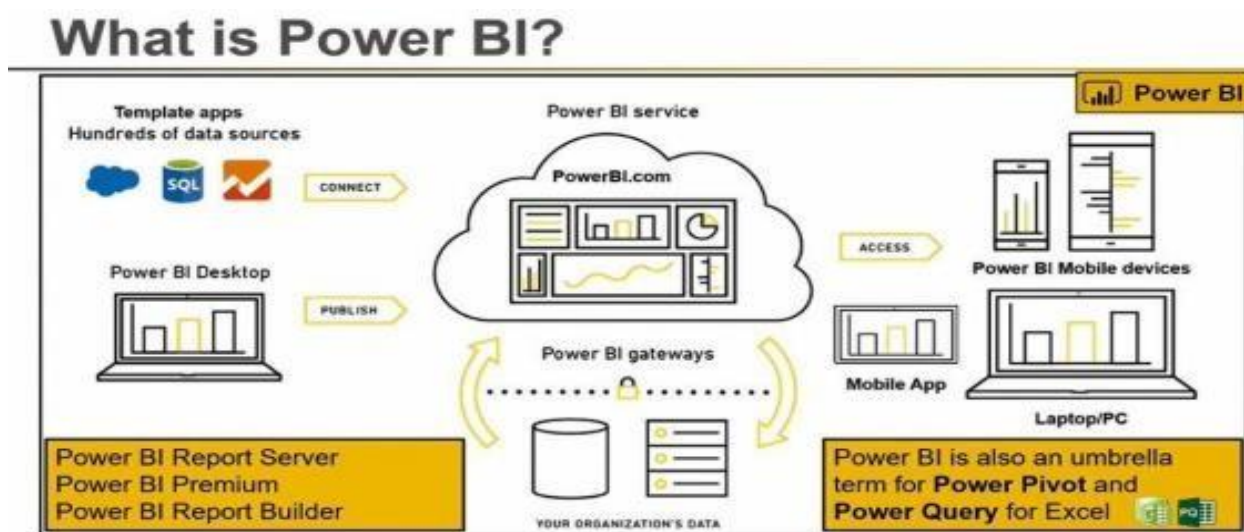 What is Power BI?
Power BI
Template apps
Hundreds of data sources
SQL
CONNECT
Power BI Desktop
PUBLISH
Power BI service
PowerBI.com
ACCESS
Power BI Mobile devices
Mobile App
Laptop/PC
Power BI gateways
YOUR ORGANIZATION'S DATA
Power BI Report Server
Power BI Premium
Power BI Report Builder
Power BI is also an umbrella
term for Power Pivot and
Power Query for Excel
PQ